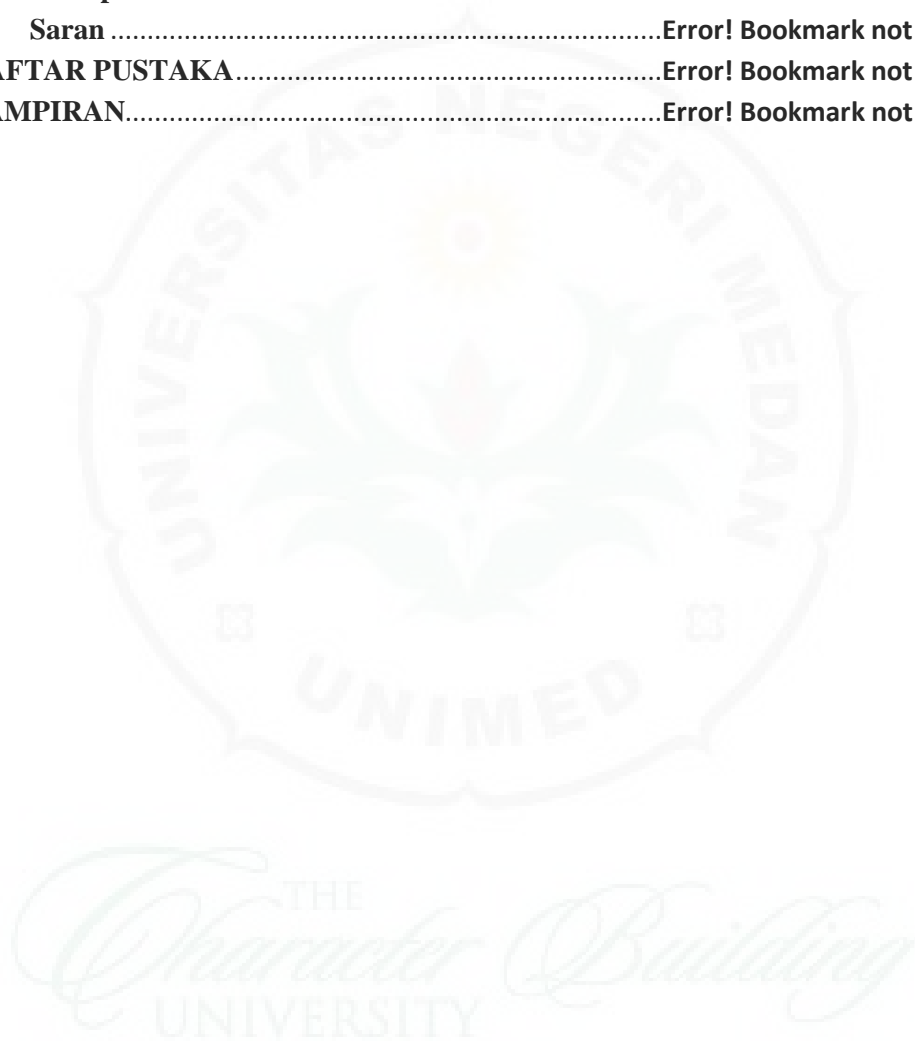 Saran ........................................................................... Error! Bookmark not
AFTAR PUSTAKA .......................................................... Error! Bookmark not
AMPIRAN ......................................................................... Error! Bookmark not
UNIVERSITAS NEGERI MEDAN
UNIMED
THE
Character Building
UNIVERSITY